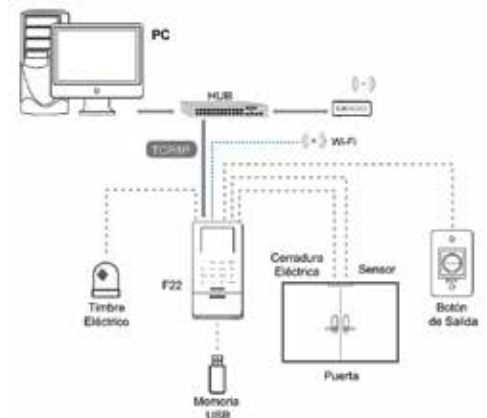 PC
HUB
TCP/IP
Wi-Fi
Cerradura
Eléctrica
Sensor
F22
Timbre
Eléctrico
Botón
de Salida
Puerta
Memoria
USB